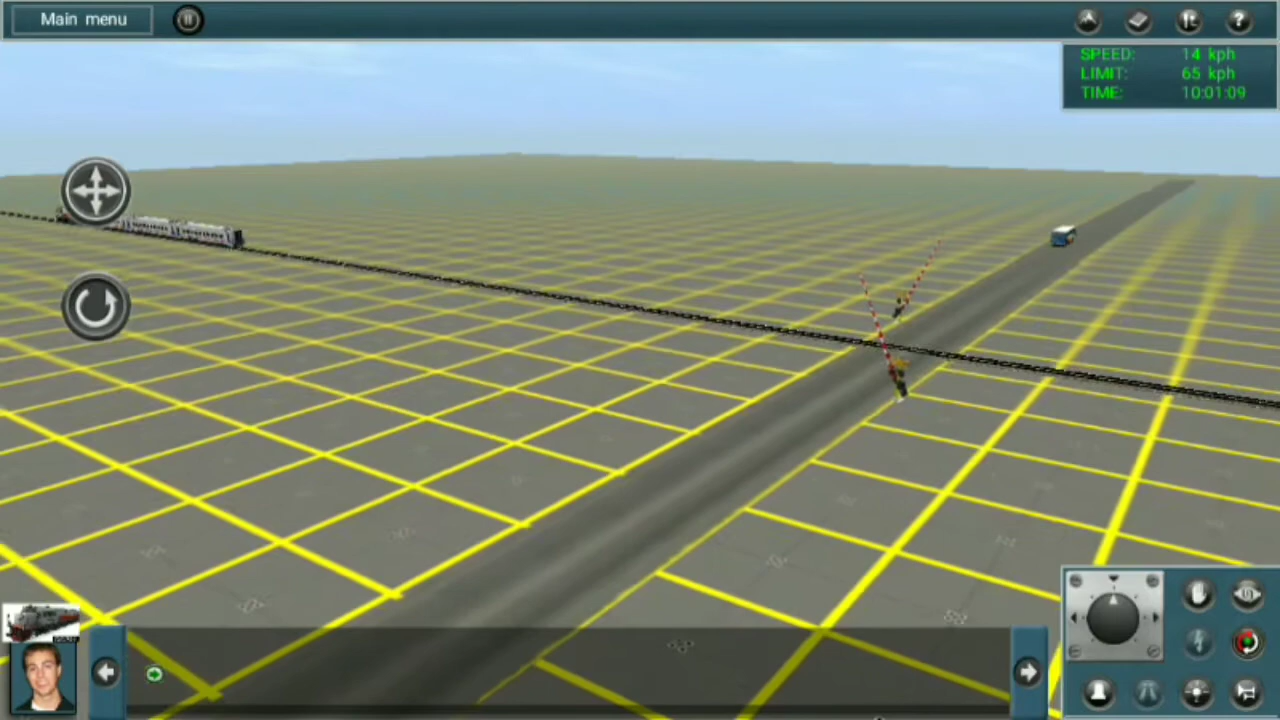 Main menu
?
SPEED: 14 kph
LIMIT: 65 kph
TIME: 10:01:09